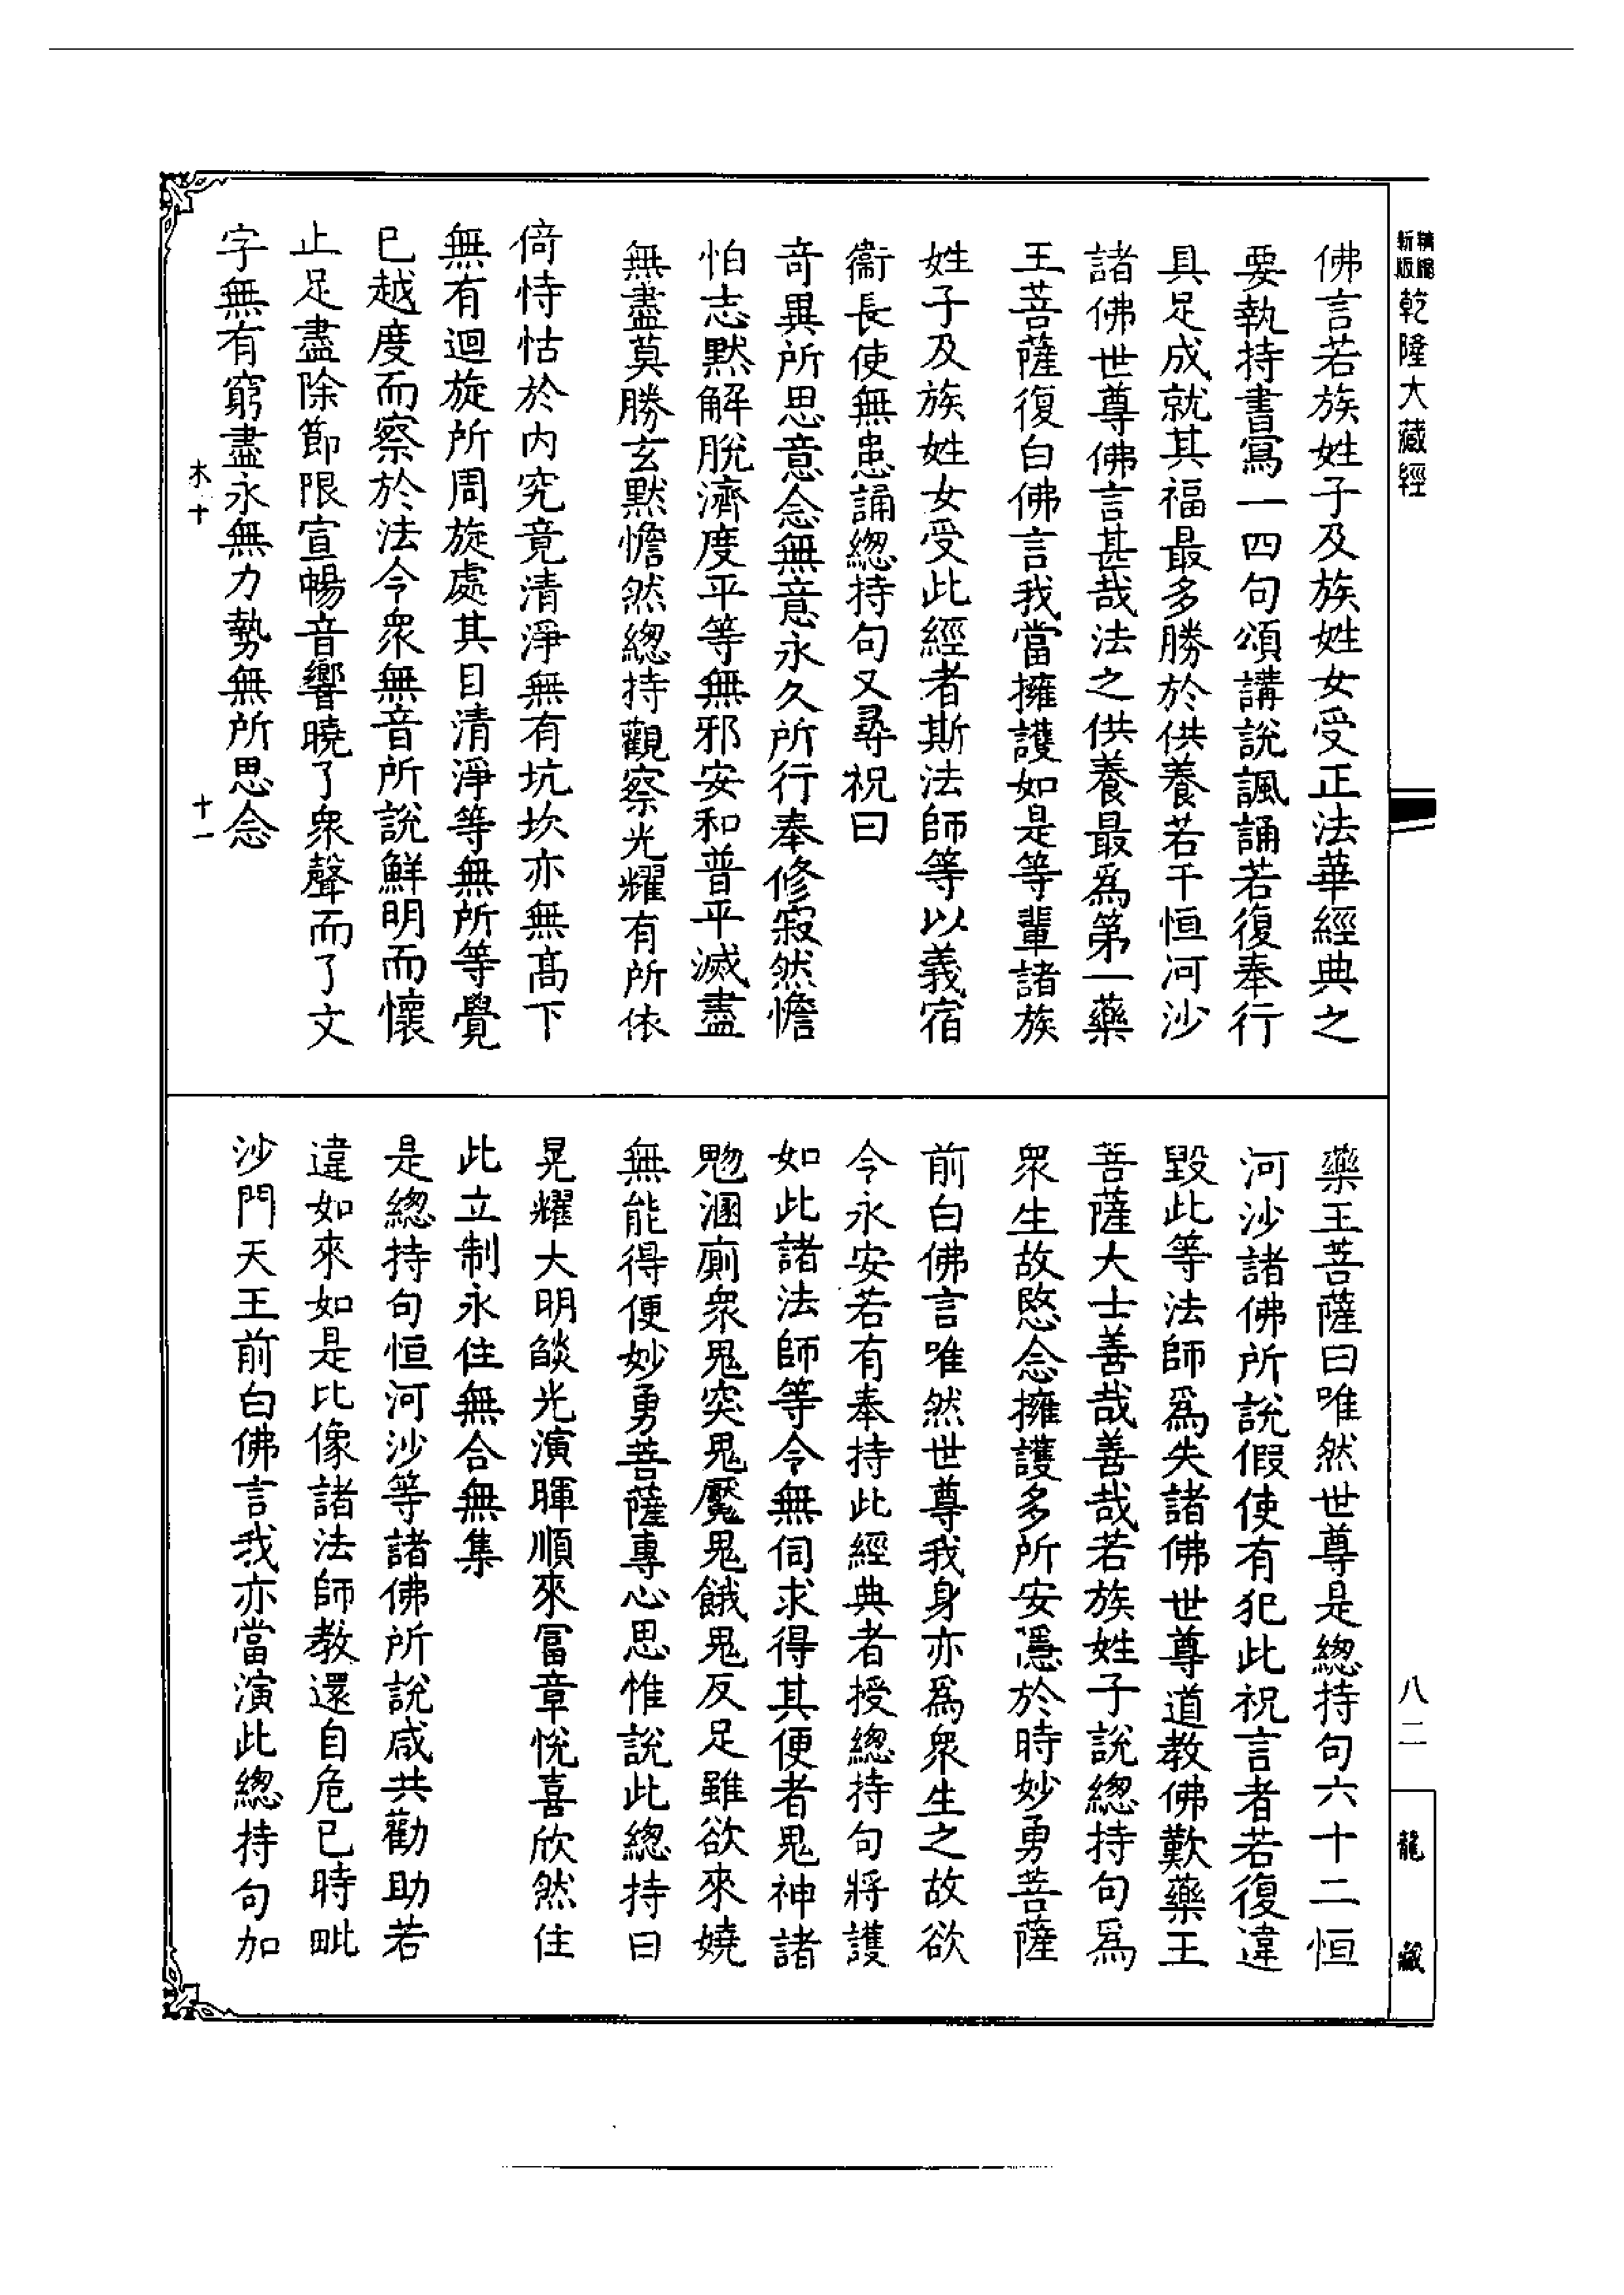 精縮新版乾隆大藏經
佛言若族姓子及族姓女受正法華經典之
要執持書寫一四句頌講說諷誦若復奉行
具足成就其福最多勝於供養若干恒河沙
諸佛世尊佛言甚哉法之供養最爲第一藥
王菩薩復白佛言我當擁護如是等輩諸族
姓子及族姓女受此經者斯法師等以義宿
衞長使無患誦總持句又尋祝曰
奇異所思意念無意永久所行奉修寂然憺
怕志默解脫濟度平等無邪安和普平滅盡
無盡莫勝玄默憺然總持觀察光耀有所依
倚恃怙於内究竟清淨無有坑坎亦無髙下
無有迴旋所周旋處其目清淨等無所等覺
已越度而察於法令衆無音所說鮮明而懷
止足盡除節限宣暢音響曉了衆聲而了文
字無有窮盡永無力勢無所思念
木十 十一
藥王菩薩曰唯然世尊是總持句六十二恒
河沙諸佛所說假使有犯此祝言者若復違
毀此等法師爲失諸佛世尊道教佛歎藥王
菩薩大士善哉善哉若族姓子說總持句爲
衆生故愍念擁護多所安隱於時妙勇菩薩
前白佛言唯然世尊我身亦爲衆生之故欲
令永安若有奉持此經典者授總持句將護
如此諸法師等令無伺求得其便者鬼神諸
魅溷廁衆鬼突鬼魘鬼餓鬼反足雖欲來嬈
無能得便妙勇菩薩專心思惟說此總持曰
晃耀大明燄光演暉順來冨章悅喜欣然住
此立制永住無合無集
是總持句恒河沙等諸佛所說咸共勸助若
違如來如是比像諸法師教還自危已時毗
沙門天王前白佛言我亦當演此總持句加
八二
龍藏